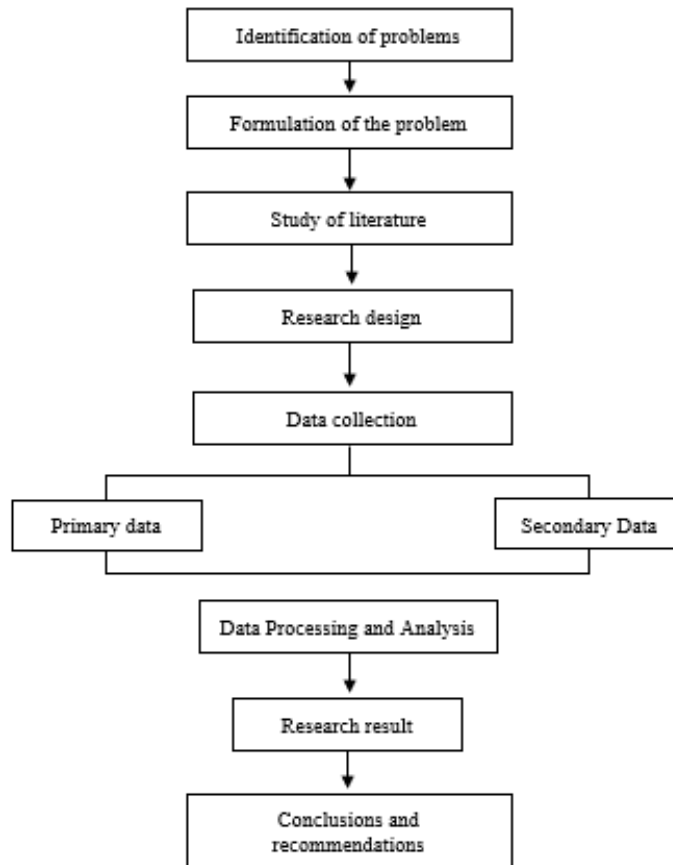 Identification of problems
Formulation of the problem
Study of literature
Research design
Data collection
Primary data
Secondary Data
Data Processing and Analysis
Research result
Conclusions and
recommendations